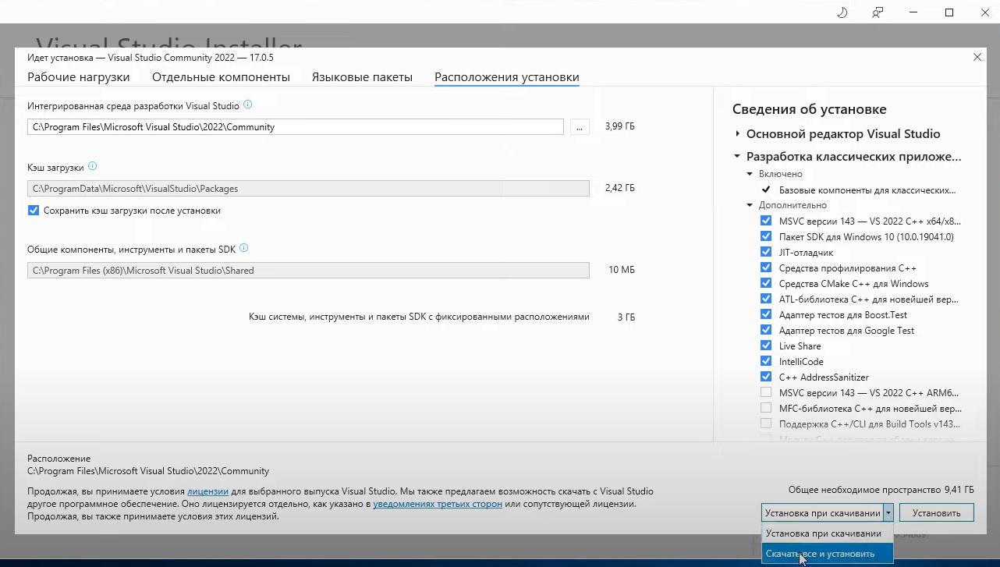 Visual Studio Installer
Идет установка — Visual Studio Community 2022 — 17.0.5
Рабочие нагрузки
Отдельные компоненты
Языковые пакеты
Расположения установки
Интегрированная среда разработки Visual Studio
C:\Program Files\Microsoft Visual Studio\2022\Community
...
3,99 ГБ
Кэш загрузки
C:\ProgramData\Microsoft\VisualStudio\Packages
2,42 ГБ
Сохранить кэш загрузки после установки
Общие компоненты, инструменты и пакеты SDK
C:\Program Files (x86)\Microsoft Visual Studio\Shared
10 МБ
Кэш системы, инструменты и пакеты SDK с фиксированными расположениями
3 ГБ
Сведения об установке
Основной редактор Visual Studio
Разработка классических приложе...
Включено
Базовые компоненты для классических...
Дополнительно
MSVC версии 143 — VS 2022 C++ x64/x8...
Пакет SDK для Windows 10 (10.0.19041.0)
JIT-отладчик
Средства профилирования C++
Средства CMake C++ для Windows
ATL-библиотека C++ для новейшей вер...
Адаптер тестов для Boost.Test
Адаптер тестов для Google Test
Live Share
IntelliCode
C++ AddressSanitizer
MSVC версии 143 — VS 2022 C++ ARM6...
MFC-библиотека C++ для новейшей вер...
Поддержка C++/CLI для Build Tools v143...
Расположение
C:\Program Files\Microsoft Visual Studio\2022\Community
Продолжая, вы принимаете условия лицензии для выбранного выпуска Visual Studio. Мы также предлагаем возможность скачать с Visual Studio
другое программное обеспечение. Оно лицензируется отдельно, как указано в уведомлениях третьих сторон или сопутствующей лицензии.
Продолжая, вы также принимаете условия этих лицензий.
Общее необходимое пространство 9,41 ГБ
Установка при скачивании
Установить
Установка при скачивании
Скачать все и установить